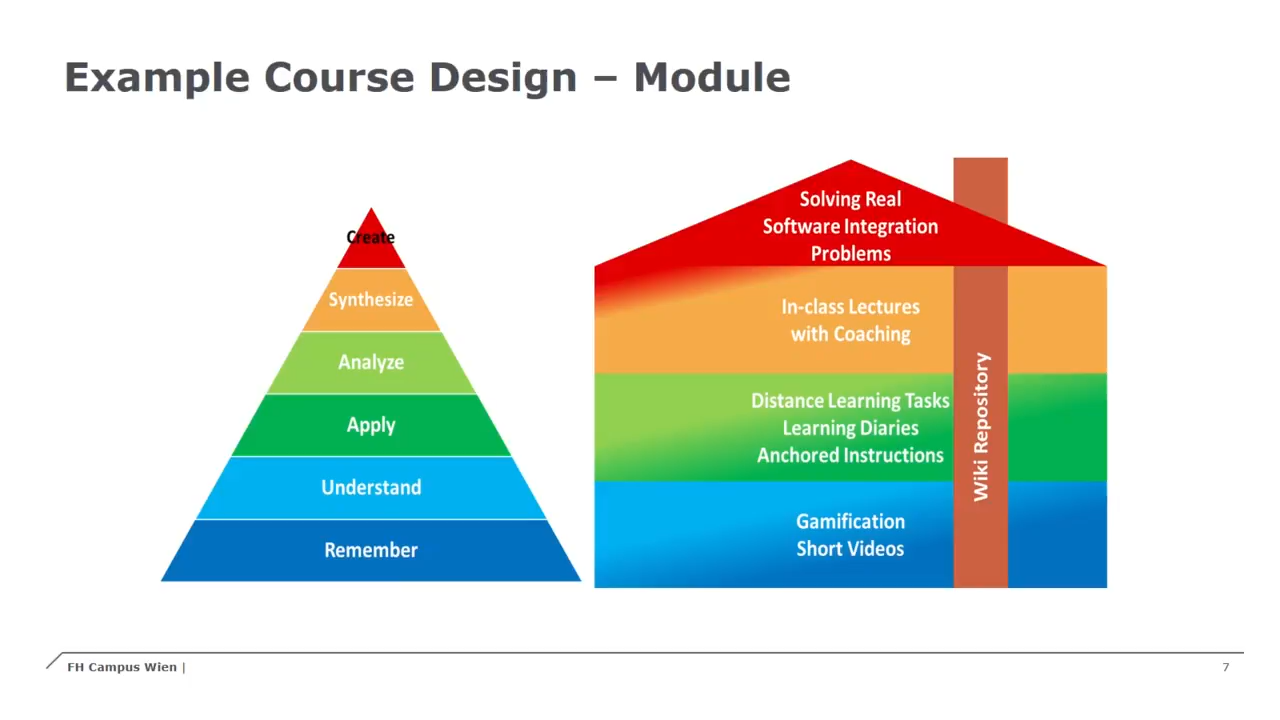 Example Course Design – Module
Create
Synthesize
Analyze
Apply
Understand
Remember
Solving Real
Software Integration
Problems
In-class Lectures
with Coaching
Distance Learning Tasks
Learning Diaries
Anchored Instructions
Gamification
Short Videos
Wiki Repository
FH Campus Wien |
7